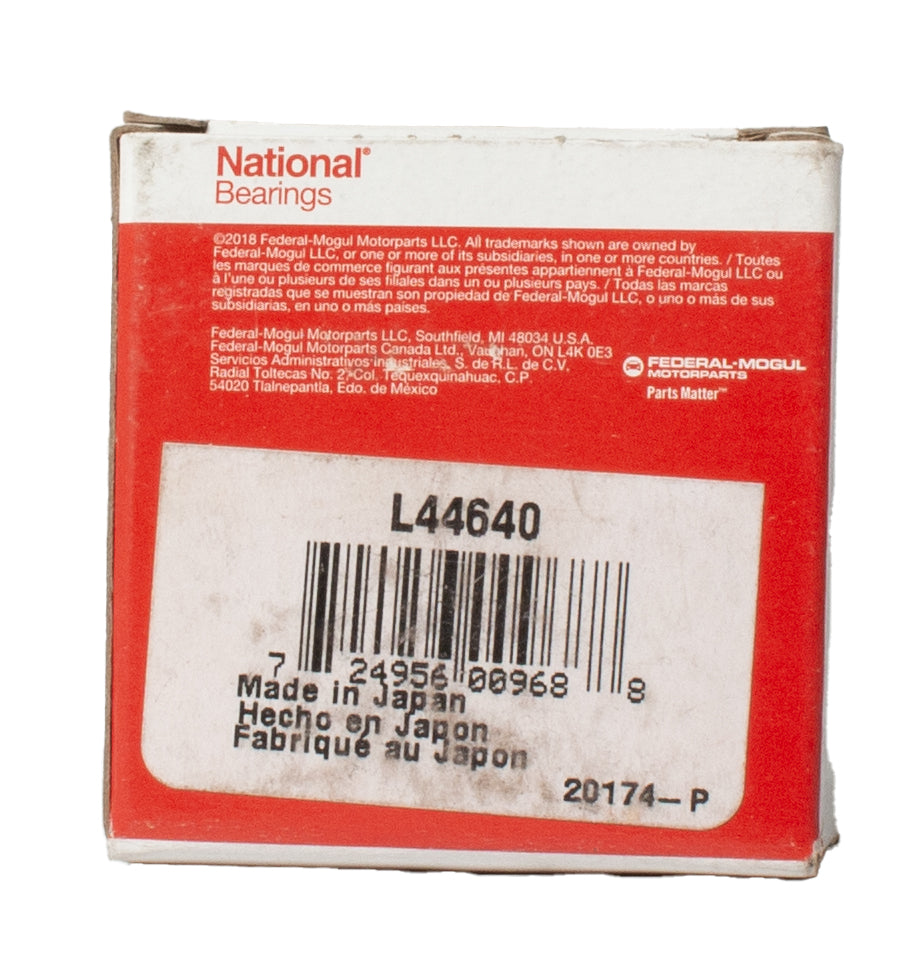 National®
Bearings
©2018 Federal-Mogul Motorparts LLC. All trademarks shown are owned by
Federal-Mogul LLC, or one or more of its subsidiaries, in one or more countries. / Toutes
les marques de commerce figurant aux présentes appartiennent à Federal-Mogul LLC ou
à l'une ou plusieurs de ses filiales dans un ou plusieurs pays. / Todas las marcas
registradas que se muestran son propiedad de Federal-Mogul LLC, o uno o más de sus
subsidiarias, en uno o más países.
Federal-Mogul Motorparts LLC, Southfield, MI 48034 U.S.A.
Federal-Mogul Motorparts Canada Ltd., Vaughan, ON L4K 0E3
Servicios Administrativos industriales, S. de R.L. de C.V.
Radial Toltecas No. 2, Col. Tequexquinahuac, C.P.
54020 Tlalnepantla, Edo. de México
FEDERAL-MOGUL
MOTORPARTS
Parts Matter™
L44640
7 24956 00968 8
Made in Japan
Hecho en Japon
Fabrique au Japon
20174-P